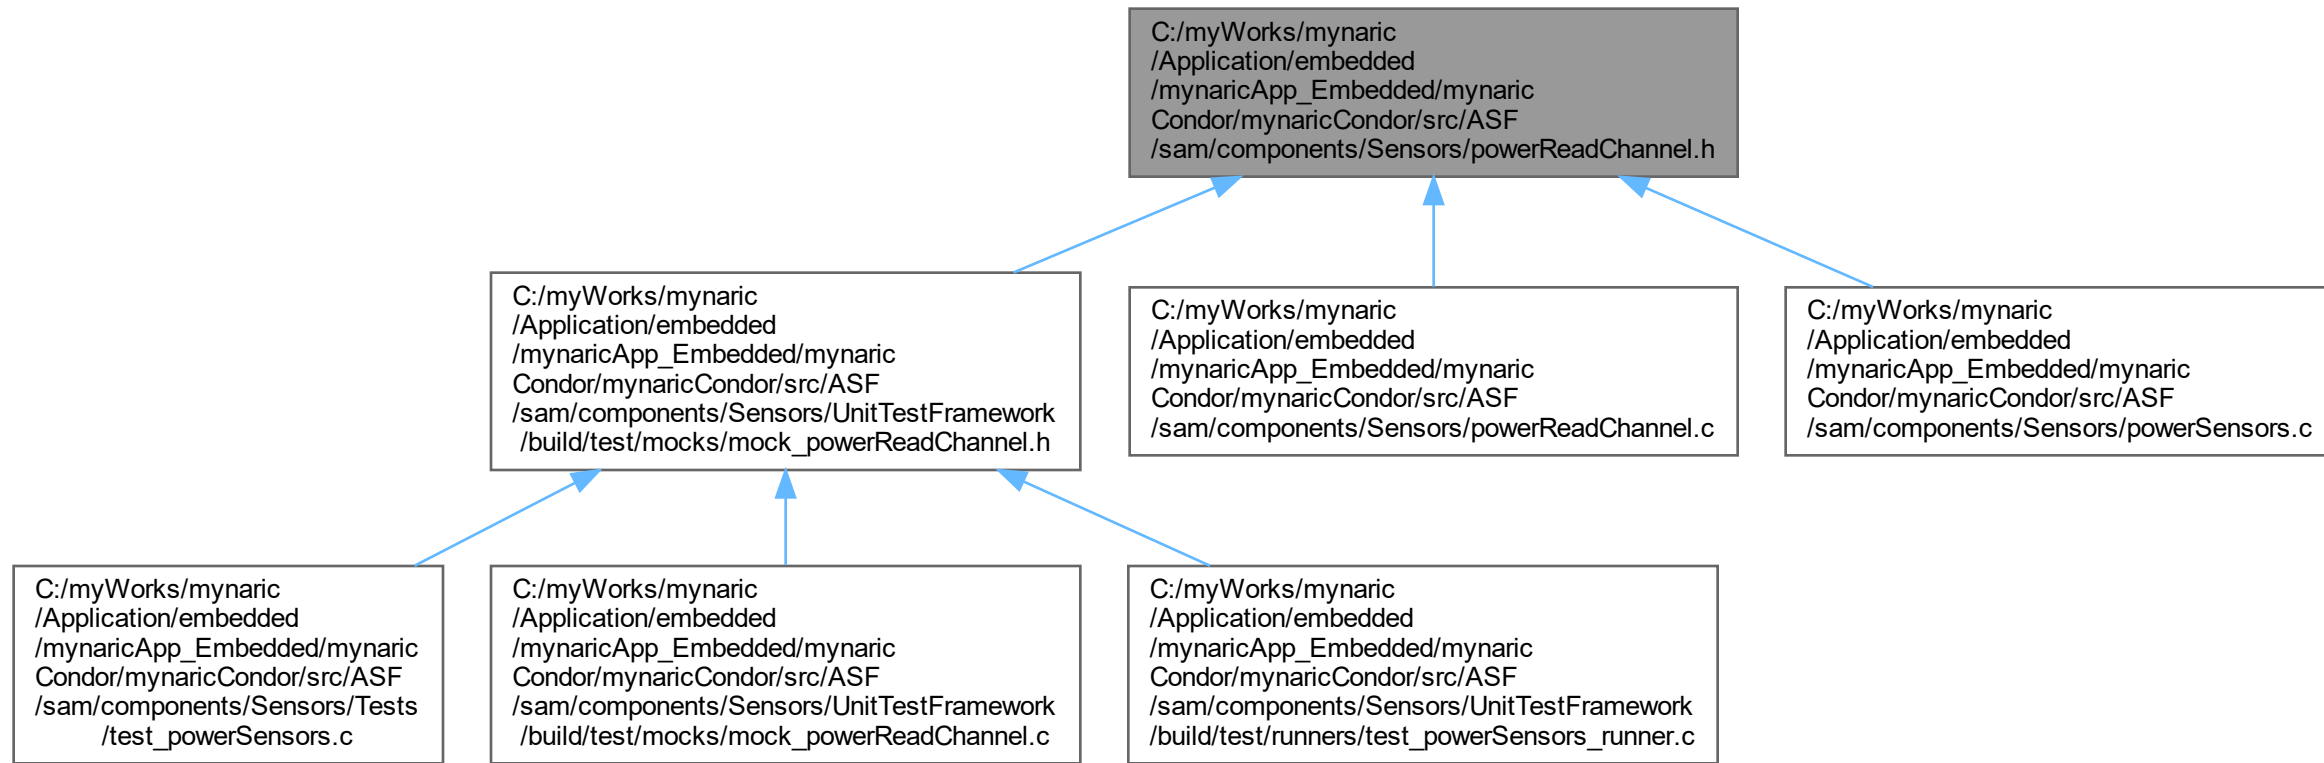 C:/myWorks/mynaric
/Application/embedded
/mynaricApp_Embedded/mynaric
Condor/mynaricCondor/src/ASF
/sam/components/Sensors/powerReadChannel.h
C:/myWorks/mynaric
/Application/embedded
/mynaricApp_Embedded/mynaric
Condor/mynaricCondor/src/ASF
/sam/components/Sensors/UnitTestFramework
/build/test/mocks/mock_powerReadChannel.h
C:/myWorks/mynaric
/Application/embedded
/mynaricApp_Embedded/mynaric
Condor/mynaricCondor/src/ASF
/sam/components/Sensors/powerReadChannel.c
C:/myWorks/mynaric
/Application/embedded
/mynaricApp_Embedded/mynaric
Condor/mynaricCondor/src/ASF
/sam/components/Sensors/powerSensors.c
C:/myWorks/mynaric
/Application/embedded
/mynaricApp_Embedded/mynaric
Condor/mynaricCondor/src/ASF
/sam/components/Sensors/Tests
/test_powerSensors.c
C:/myWorks/mynaric
/Application/embedded
/mynaricApp_Embedded/mynaric
Condor/mynaricCondor/src/ASF
/sam/components/Sensors/UnitTestFramework
/build/test/mocks/mock_powerReadChannel.c
C:/myWorks/mynaric
/Application/embedded
/mynaricApp_Embedded/mynaric
Condor/mynaricCondor/src/ASF
/sam/components/Sensors/UnitTestFramework
/build/test/runners/test_powerSensors_runner.c